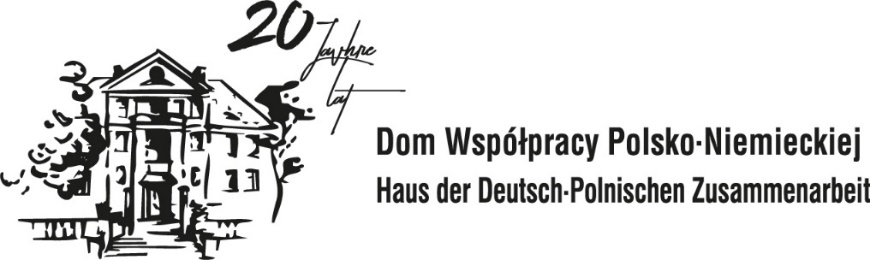 20 Jahre
lat
Dom Współpracy Polsko-Niemieckiej
Haus der Deutsch-Polnischen Zusammenarbeit